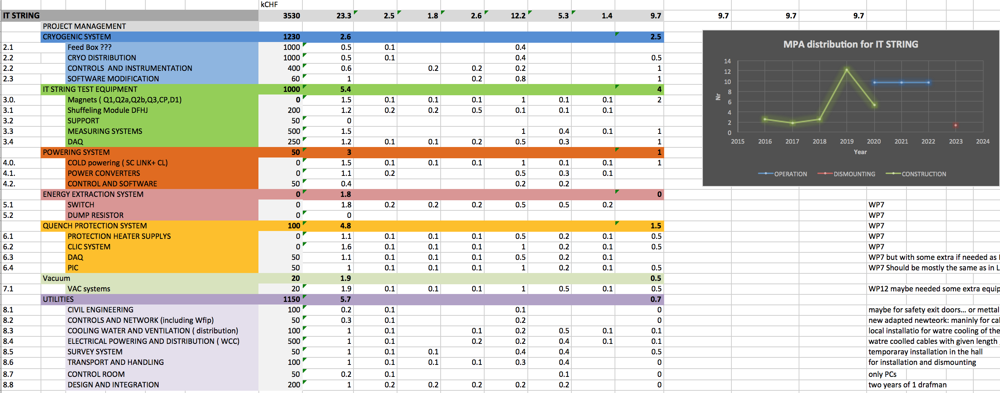 kCHF
IT STRING 3530 23.3 2.5 1.8 2.6 12.2 5.3 1.4 9.7 9.7 9.7 9.7
PROJECT MANAGEMENT
CRYOGENIC SYSTEM 1230 2.6 2.5
2.1 Feed Box ??? 1000 0.5 0.1 0.4
2.2 CRYO DISTRIBUTION 1000 0.5 0.1 0.4 0.5
2.2 CONTROLS AND INSTRUMENTATION 400 0.6 0.2 0.2 0.2 1
2.3 SOFTWARE MODIFICATION 60 1 0.2 0.8 1
IT STRING TEST EQUIPMENT 1000 5.4 4
3.0. Magnets ( Q1,Q2a,Q2b,Q3,CP,D1) 0 1.5 0.1 0.1 0.1 1 0.1 0.1 2
3.1 Shuffeling Module DFHJ 200 1.2 0.2 0.2 0.5 0.1 0.1 0.1
3.2 SUPPORT 50 0
3.3 MEASURING SYSTEMS 500 1.5 1 0.4 0.1 1
3.4 DAQ 250 1.2 0.1 0.1 0.2 0.5 0.3 1
POWERING SYSTEM 50 3 1
4.0. COLD powering ( SC LINK+ CL) 0 1.5 0.1 0.1 0.1 1 0.1 0.1 1
4.1. POWER CONVERTERS 0 1.1 0.2 0.5 0.3 0.1
4.2. CONTROL AND SOFTWARE 50 0.4 0.2 0.2
ENERGY EXTRACTION SYSTEM 0 1.8 0
5.1 SWITCH 0 1.8 0.2 0.2 0.2 0.5 0.5 0.2 WP7
5.2 DUMP RESISTOR 0 0 WP7
QUENCH PROTECTION SYSTEM 100 4.8 1.5 WP7
6.1 PROTECTION HEATER SUPPLYS 0 1.1 0.1 0.1 0.1 0.5 0.2 0.1 0.5 WP7
6.2 CLIC SYSTEM 0 1.6 0.1 0.1 0.1 1 0.2 0.1 0.5 WP7
6.3 DAQ 50 1.1 0.1 0.1 0.1 0.5 0.2 0.1 WP7 but with some extra if needed as
6.4 PIC 50 1 0.1 0.1 0.1 1 0.2 0.1 0.5 WP7 Should be mostly the same as in L
Vacuum 20 1.9 0.5
7.1 VAC systems 20 1.9 0.1 0.1 0.1 1 0.5 0.1 0.5 WP12 maybe needed some extra equip
UTILITIES 1150 5.7 0.7
8.1 CIVIL ENGINEERING 100 0.2 0.1 0.1 0 maybe for safety exit doors... or mettal
8.2 CONTROLS AND NETWORK (including Wfip) 50 0.3 0.1 0.2 0 new adapted newteork: maninly for cal
8.3 COOLING WATER AND VENTILATION ( distribution) 100 1 0.1 0.1 0.2 0.5 0.1 0.1 local installatio for watre cooling of the
8.4 ELECTRICAL POWERING AND DISTRIBUTION ( WCC) 500 1 0.1 0.2 0.2 0.4 0.1 0.1 watre coolled cables with given length
8.5 SURVEY SYSTEM 50 1 0.1 0.1 0.4 0.4 0.5 temporaray installation in the hall
8.6 TRANSPORT AND HANDLING 100 1 0.1 0.1 0.1 0.3 0.4 0 for installation and dismounting
8.7 CONTROL ROOM 50 0.2 0.1 0.1 0 only PCs
8.8 DESIGN AND INTEGRATION 200 1 0.2 0.2 0.2 0.2 0.2 0 two years of 1 drafman
MPA distribution for IT STRING
14
12
10
8
6
4
2
0
Nr
2015 2016 2017 2018 2019 2020 2021 2022 2023 2024
Year
OPERATION DISMOUNTING CONSTRUCTION